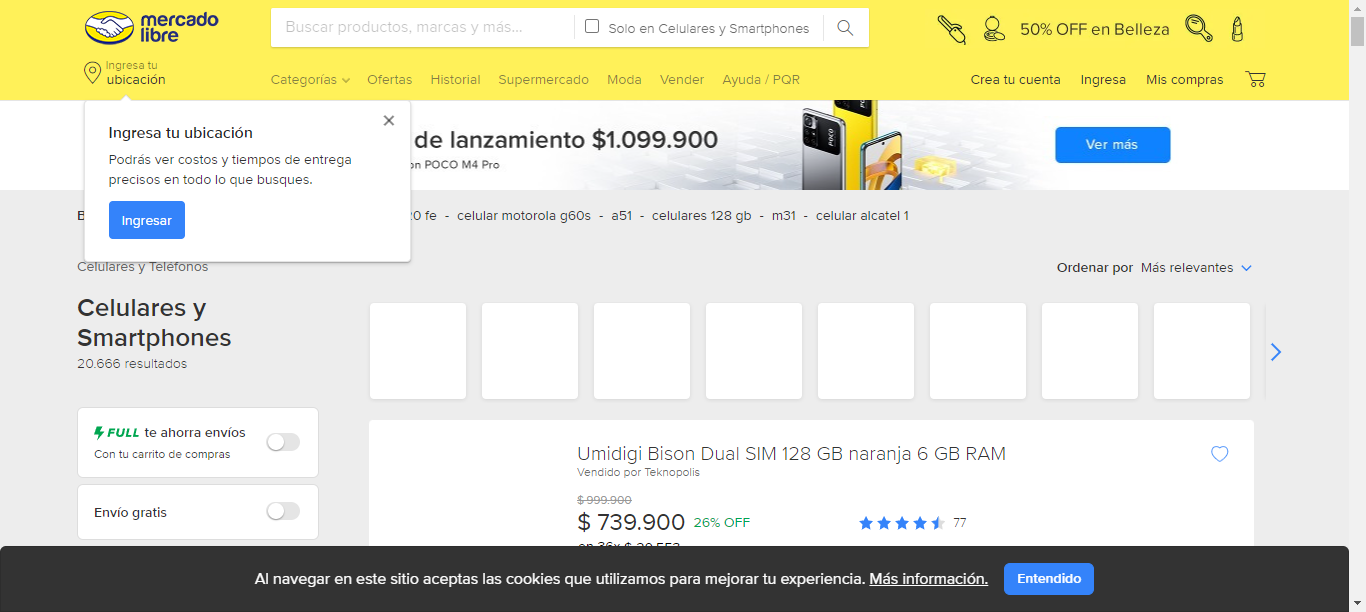 mercado
libre
Buscar productos, marcas y más...
Solo en Celulares y Smartphones
50% OFF en Belleza
Ingresa tu
ubicación
Categorías
Ofertas
Historial
Supermercado
Moda
Vender
Ayuda / PQR
Crea tu cuenta
Ingresa
Mis compras
Ingresa tu ubicación
Podrás ver costos y tiempos de entrega
precisos en todo lo que busques.
Ingresar
de lanzamiento $1.099.900
POCO M4 Pro
POCO
Ver más
fe - celular motorola g60s - a51 - celulares 128 gb - m31 - celular alcatel 1
Celulares y Teléfonos
Ordenar por Más relevantes
Celulares y
Smartphones
20.666 resultados
FULL te ahorra envíos
Con tu carrito de compras
Envío gratis
Umidigi Bison Dual SIM 128 GB naranja 6 GB RAM
Vendido por Teknopolis
$ 999.900
$ 739.900 26% OFF
77
en 36x $ 20.553
Al navegar en este sitio aceptas las cookies que utilizamos para mejorar tu experiencia. Más información.
Entendido